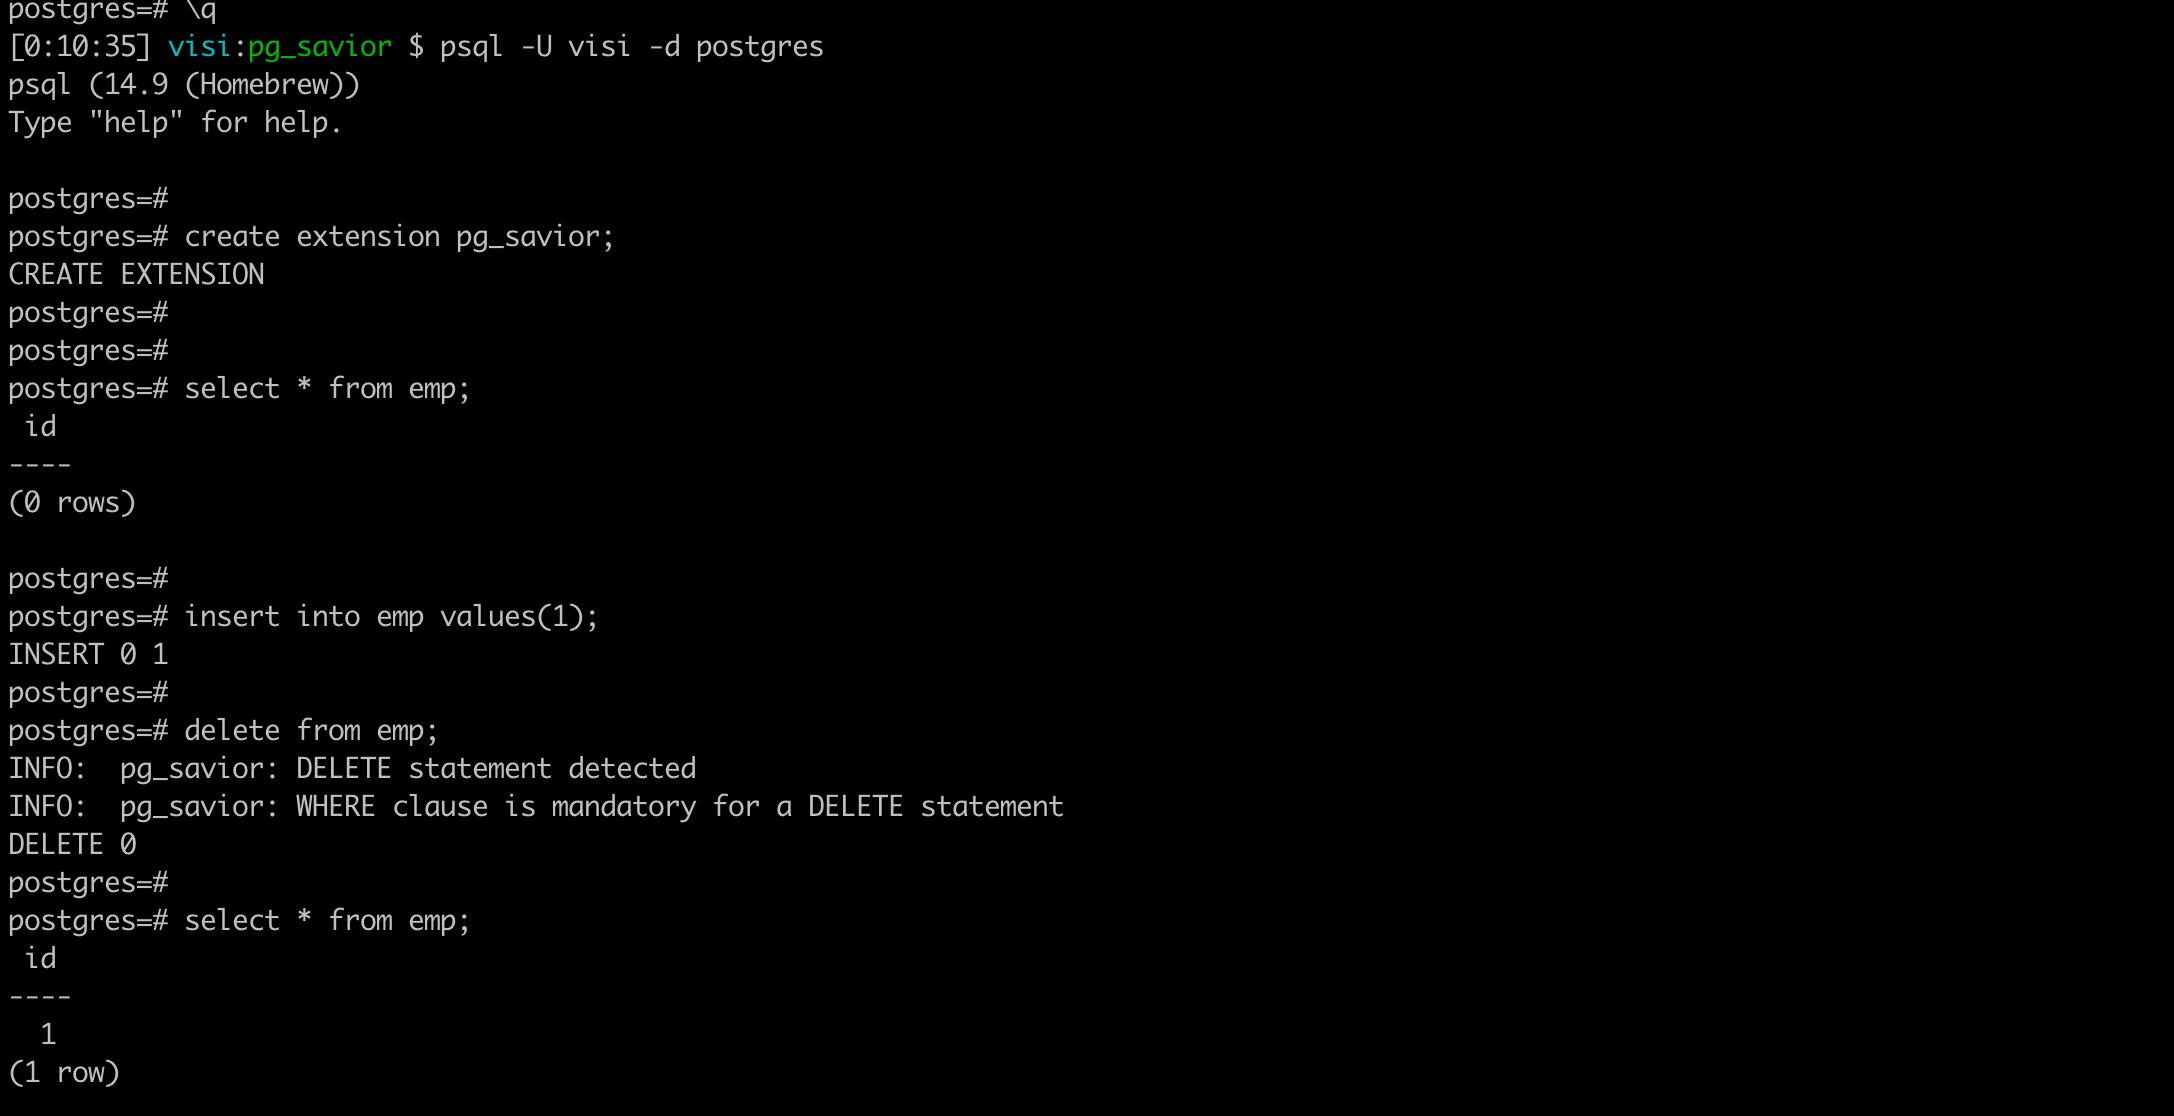 postgres=# \q
[0:10:35] visi:pg_savior $ psql -U visi -d postgres
psql (14.9 (Homebrew))
Type "help" for help.
postgres=#
postgres=# create extension pg_savior;
CREATE EXTENSION
postgres=#
postgres=#
postgres=# select * from emp;
 id
----
(0 rows)
postgres=#
postgres=# insert into emp values(1);
INSERT 0 1
postgres=#
postgres=# delete from emp;
INFO:  pg_savior: DELETE statement detected
INFO:  pg_savior: WHERE clause is mandatory for a DELETE statement
DELETE 0
postgres=#
postgres=# select * from emp;
 id
----
  1
(1 row)